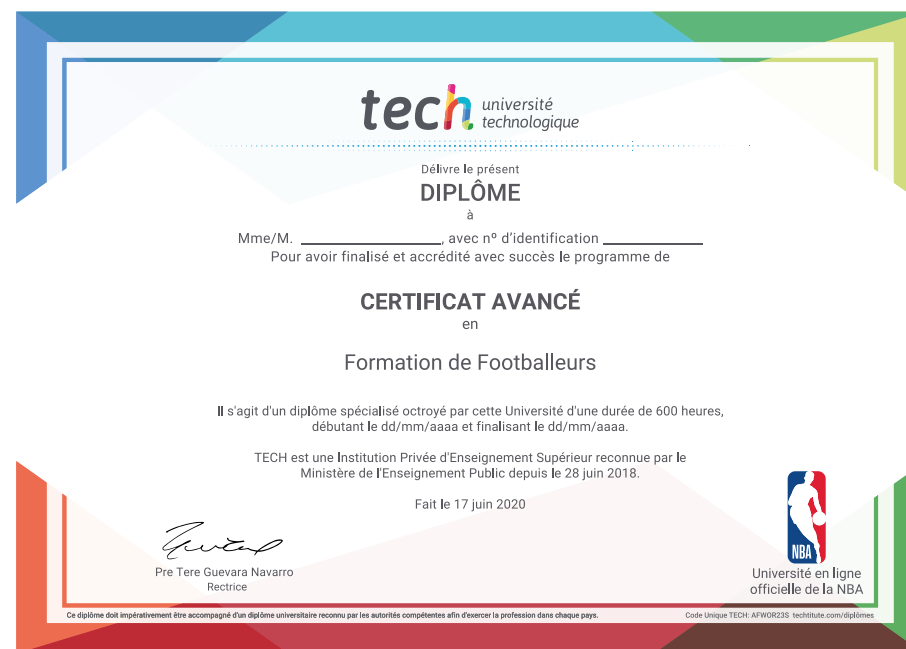 tech université
technologique
Délivre le présent
DIPLÔME
à
Mme/M. ____________________, avec nº d'identification ______________
Pour avoir finalisé et accrédité avec succès le programme de
CERTIFICAT AVANCÉ
en
Formation de Footballeurs
Il s'agit d'un diplôme spécialisé octroyé par cette Université d'une durée de 600 heures,
débutant le dd/mm/aaaa et finalisant le dd/mm/aaaa.
TECH est une Institution Privée d'Enseignement Supérieur reconnue par le
Ministère de l'Enseignement Public depuis le 28 juin 2018.
Fait le 17 juin 2020
Pre Tere Guevara Navarro
Rectrice
NBA
Université en ligne
officielle de la NBA
Ce diplôme doit impérativement être accompagné d'un diplôme universitaire reconnu par les autorités compétentes afin d'exercer la profession dans chaque pays.
Code Unique TECH: AFWOR23S techtitute.com/diplômes